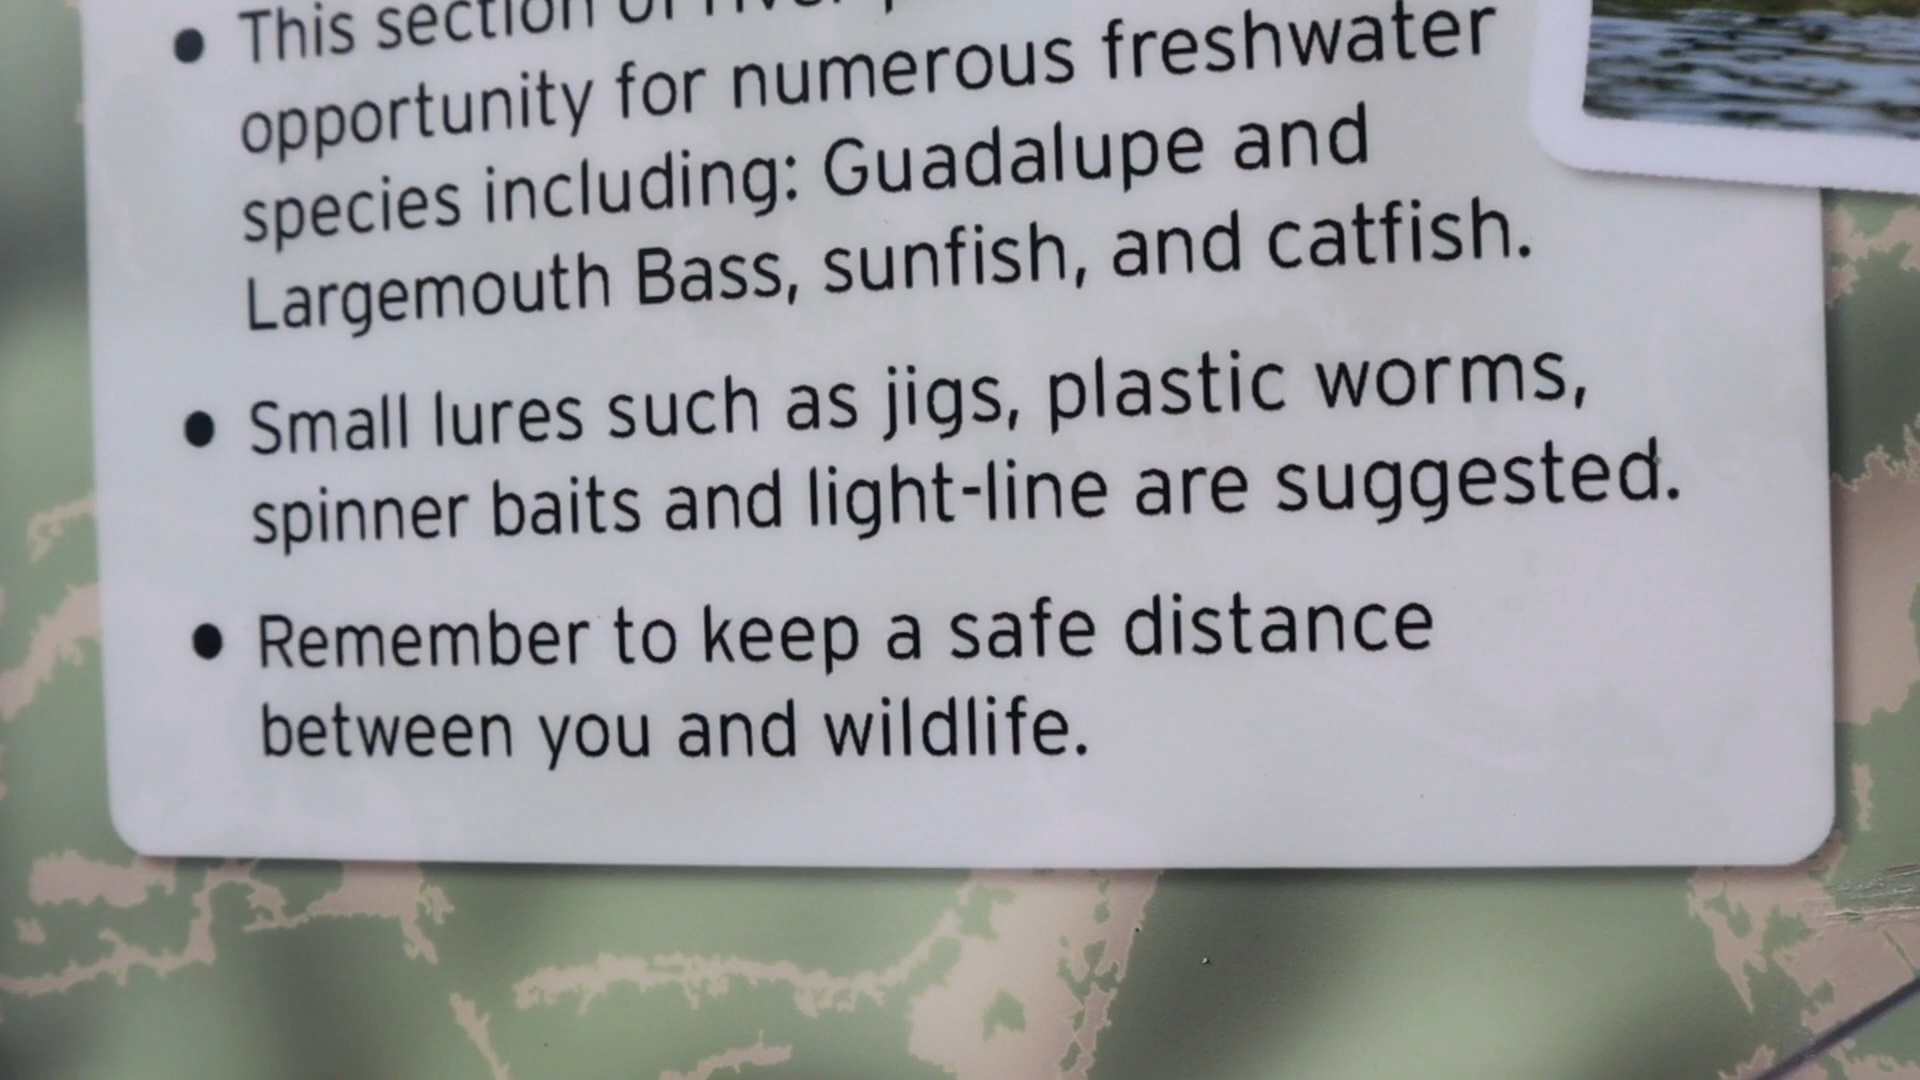 • This section of river
opportunity for numerous freshwater
species including: Guadalupe and
Largemouth Bass, sunfish, and catfish.
• Small lures such as jigs, plastic worms,
spinner baits and light-line are suggested.
• Remember to keep a safe distance
between you and wildlife.